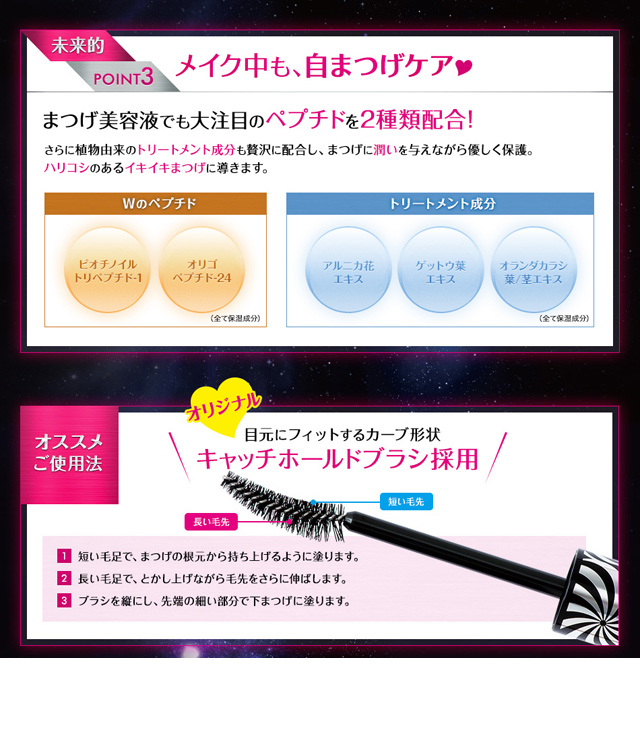 未来的
POINT3
メイク中も、自まつげケア♥
まつげ美容液でも大注目のペプチドを2種類配合！
さらに植物由来のトリートメント成分も贅沢に配合し、まつげに潤いを与えながら優しく保護。
ハリコシのあるイキイキまつげに導きます。
Wのペプチド
ビオチノイル
トリペプチド-1
オリゴ
ペプチド-24
(全て保湿成分)
トリートメント成分
アルニカ花
エキス
ゲットウ葉
エキス
オランダカラシ
葉/茎エキス
(全て保湿成分)
オススメ
ご使用法
オリジナル
目元にフィットするカーブ形状
キャッチホールドブラシ採用
短い毛先
長い毛先
1 短い毛足で、まつげの根元から持ち上げるように塗ります。
2 長い毛足で、とかし上げながら毛先をさらに伸ばします。
3 ブラシを縦にし、先端の細い部分で下まつげに塗ります。